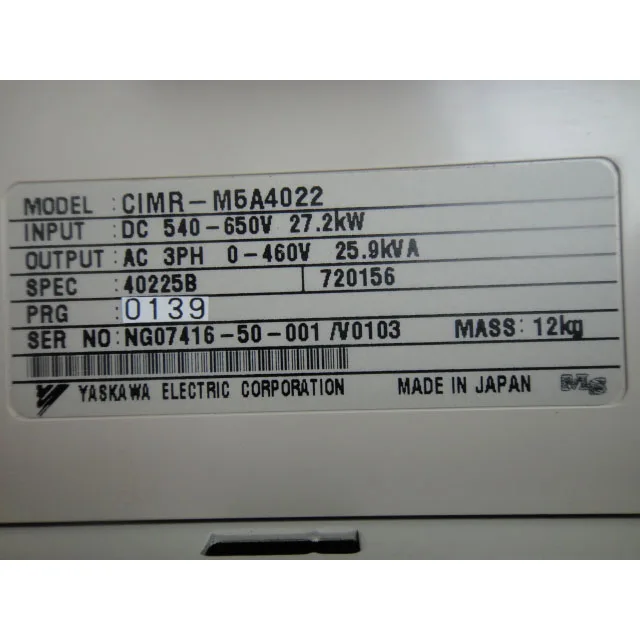 MODEL : CIMR-M5A4022
INPUT : DC 540-650V 27.2kW
OUTPUT : AC 3PH 0-460V 25.9kVA
SPEC : 40225B 720156
PRG : 0139
SER NO : NG07416-50-001 /V0103 MASS: 12kg
YASKAWA ELECTRIC CORPORATION MADE IN JAPAN MS